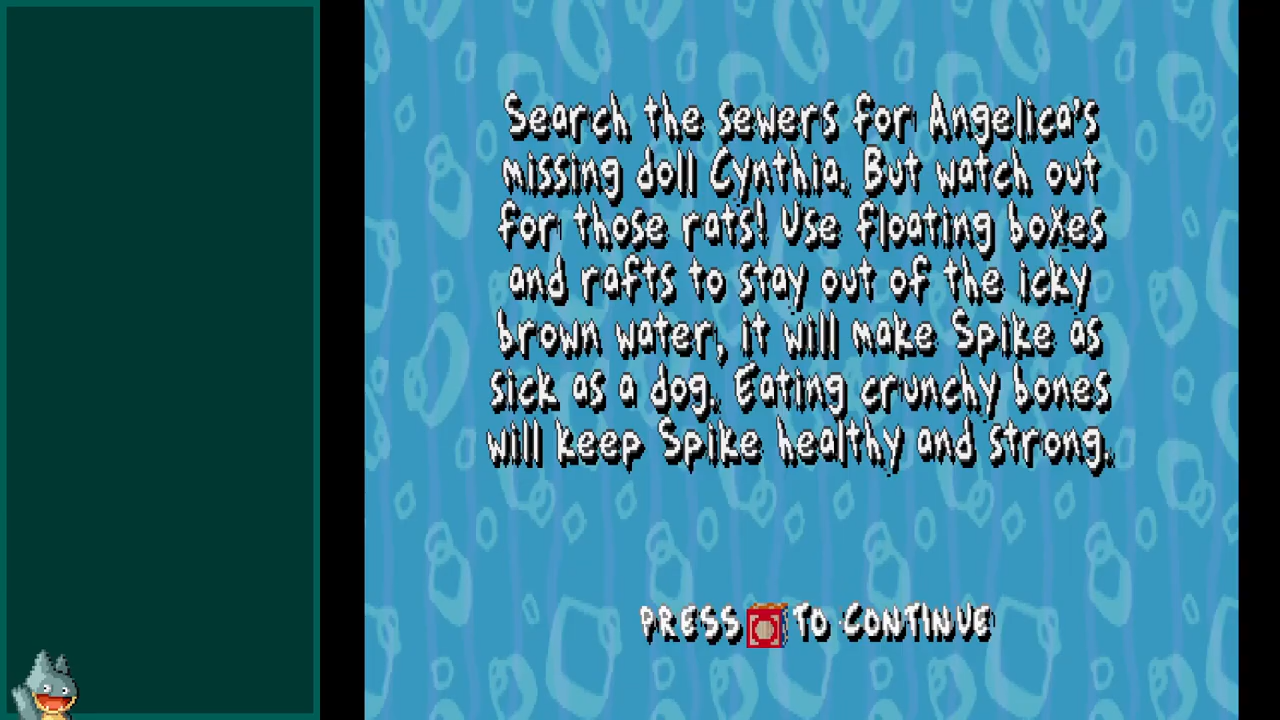 Search the sewers for Angelica's
missing doll Cynthia. But watch out
for those rats! Use floating boxes
and rafts to stay out of the icky
brown water, it will make Spike as
sick as a dog. Eating crunchy bones
will keep Spike healthy and strong.
PRESS TO CONTINUE